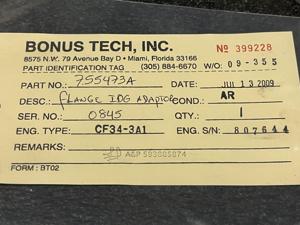 BONUS TECH, INC. Nº 399228
8575 N.W. 79 Avenue Bay D • Miami, Florida 33166
PART IDENTIFICATION TAG (305) 884-6670 W/O: 09-355
PART NO.: 755473A DATE: JUL 13 2009
DESC.: FLANGE IDG ADAPTOR COND.: AR
SER. NO.: 0845 QTY.: 1
ENG. TYPE: CF34-3A1 ENG. S/N: 807644
REMARKS:
A&P 593805874
FORM: BT02